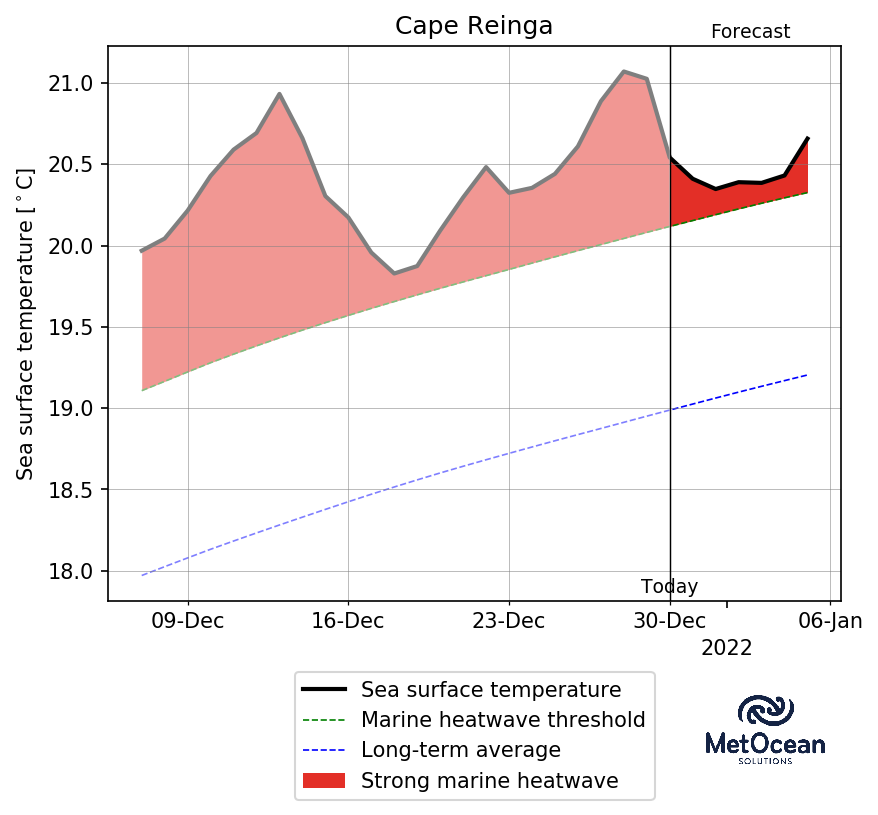 Cape Reinga
Forecast
Sea surface temperature [°C]
21.0
20.5
20.0
19.5
19.0
18.5
18.0
Today
09-Dec 16-Dec 23-Dec 30-Dec 06-Jan
2022
Sea surface temperature
Marine heatwave threshold
Long-term average
Strong marine heatwave
MetOcean
SOLUTIONS